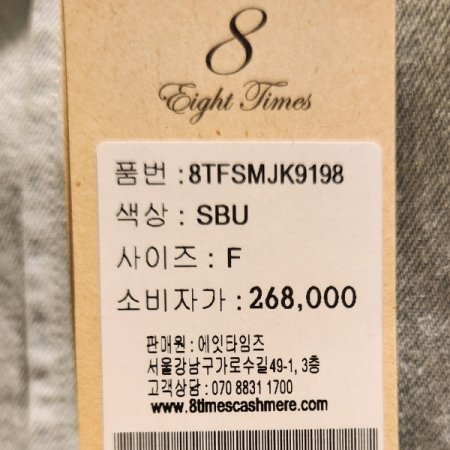 8
Eight Times
품번 : 8TFSMJK9198
색상 : SBU
사이즈 : F
소비자가 : 268,000
판매원 : 에잇타임즈
서울강남구가로수길49-1, 3층
고객상담 : 070 8831 1700
www.8timescashmere.com